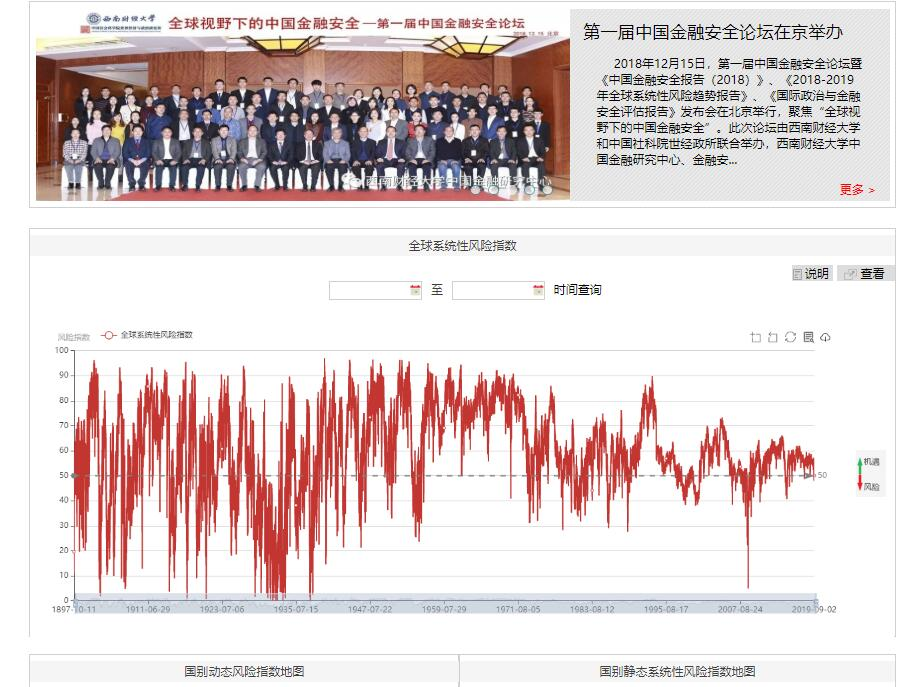 西南财经大学
全球视野下的中国金融安全—第一届中国金融安全论坛
2018.12.15 北京
西南财经大学中国金融研究中心
第一届中国金融安全论坛在京举办
2018年12月15日，第一届中国金融安全论坛暨
《中国金融安全报告（2018）》、《2018-2019
年全球系统性风险趋势报告》、《国际政治与金融
安全评估报告》发布会在北京举行，聚焦“全球视
野下的中国金融安全”。此次论坛由西南财经大学
和中国社科院世经政所联合举办，西南财经大学中
国金融研究中心、金融安...
更多 >
全球系统性风险指数
说明 查看
至 时间查询
风险指数 全球系统性风险指数
100
90
80
70
60
50
40
30
20
10
0
50
机遇
风险
1897-10-11 1911-06-29 1923-07-06 1935-07-15 1947-07-22 1959-07-29 1971-08-05 1983-08-12 1995-08-17 2007-08-24 2019-09-02
国别动态风险指数地图 国别静态系统性风险指数地图